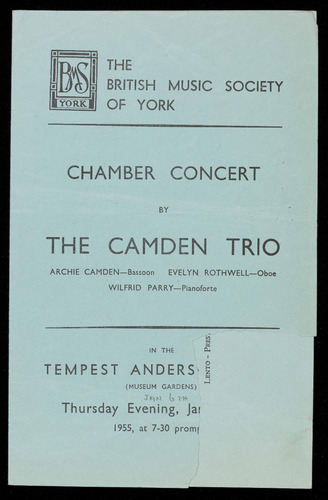 BMS
YORK
THE
BRITISH MUSIC SOCIETY
OF YORK
CHAMBER CONCERT
BY
THE CAMDEN TRIO
ARCHIE CAMDEN—Bassoon EVELYN ROTHWELL—Oboe
WILFRID PARRY—Pianoforte
IN THE
TEMPEST ANDERS
(MUSEUM GARDENS)
Thursday Evening, Ja
1955, at 7-30 prom
LENTO - PRES